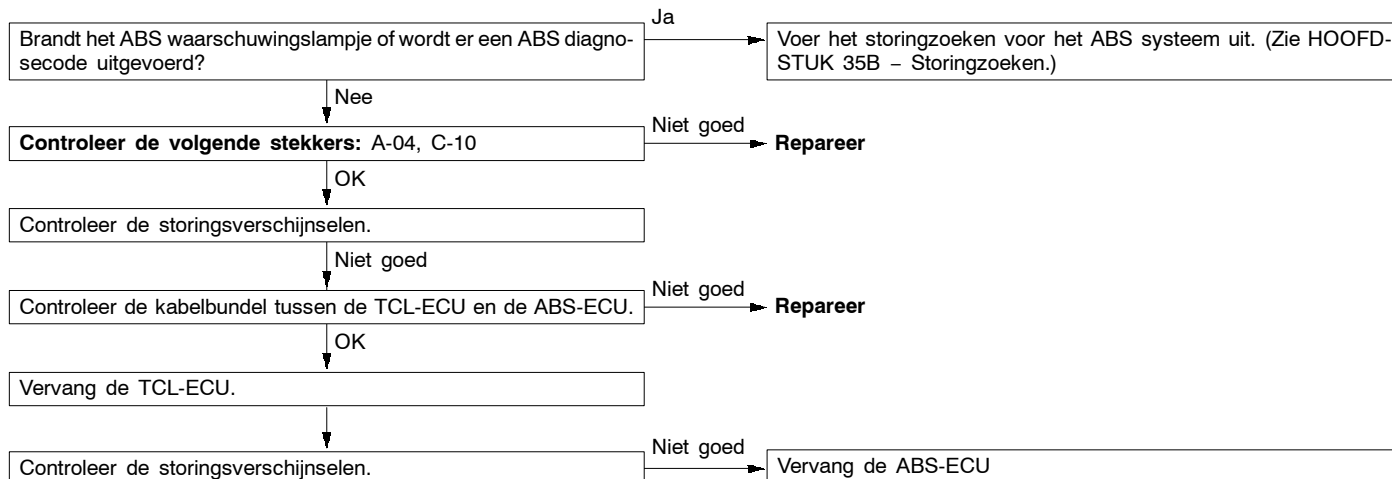 Ja
Brandt het ABS waarschuwingslampje of wordt er een ABS diagno-
secode uitgevoerd?
Voer het storingzoeken voor het ABS systeem uit. (Zie HOOFD-
STUK 35B – Storingzoeken.)
Nee
Controleer de volgende stekkers: A-04, C-10
Niet goed
Repareer
OK
Controleer de storingsverschijnselen.
Niet goed
Controleer de kabelbundel tussen de TCL-ECU en de ABS-ECU.
Niet goed
Repareer
OK
Vervang de TCL-ECU.
Controleer de storingsverschijnselen.
Niet goed
Vervang de ABS-ECU